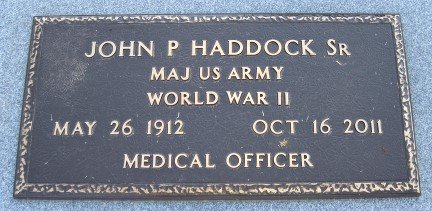 JOHN P HADDOCK SR
MAJ US ARMY
WORLD WAR II
MAY 26 1912 OCT 16 2011
MEDICAL OFFICER